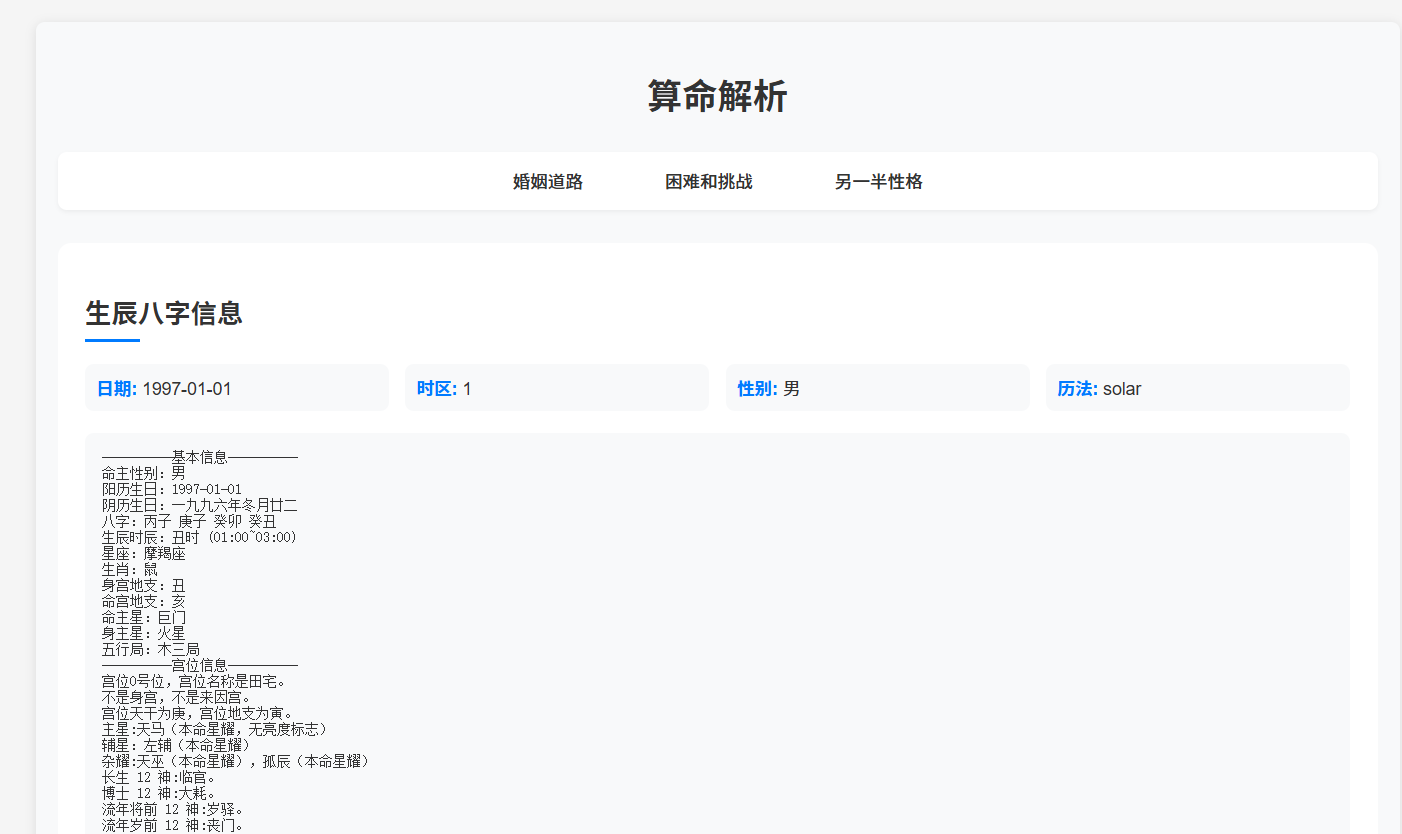 算命解析
婚姻道路 困难和挑战 另一半性格
生辰八字信息
日期: 1997-01-01 时区: 1 性别: 男 历法: solar
──────────基本信息──────────
命主性别: 男
阳历生日: 1997-01-01
阴历生日: 一九九六年冬月廿二
八字: 丙子 庚子 癸卯 癸丑
生辰时辰: 丑时 (01:00~03:00)
星座: 摩羯座
生肖: 鼠
身宫地支: 丑
命宫地支: 亥
命主星: 巨门
身主星: 火星
五行局: 木三局
──────────宫位信息──────────
宫位0号位，宫位名称是田宅。
不是身宫，不是来因宫。
宫位天干为庚，宫位地支为寅。
主星:天马（本命星耀，无亮度标志）
辅星: 左辅（本命星耀）
杂耀:天巫（本命星耀），孤辰（本命星耀）
长生 12 神:临官。
博士 12 神:大耗。
流年将前 12 神:岁驿。
流年岁前 12 神:丧门。